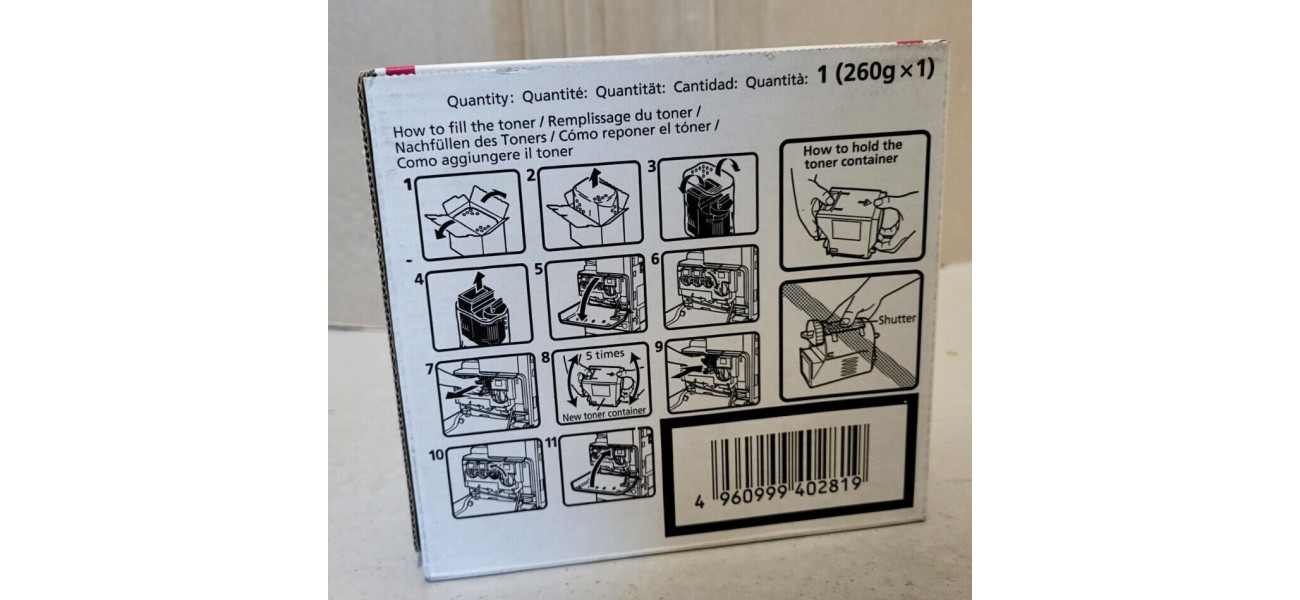 Quantity: Quantité: Quantität: Cantidad: Quantità: 1 (260g×1)
How to fill the toner / Remplissage du toner /
Nachfüllen des Toners / Cómo reponer el tóner /
Como aggiungere il toner
1
2
3
How to hold the
toner container
4
5
6
Shutter
7
8
5 times
New toner container
9
10
11
4 960999 402819